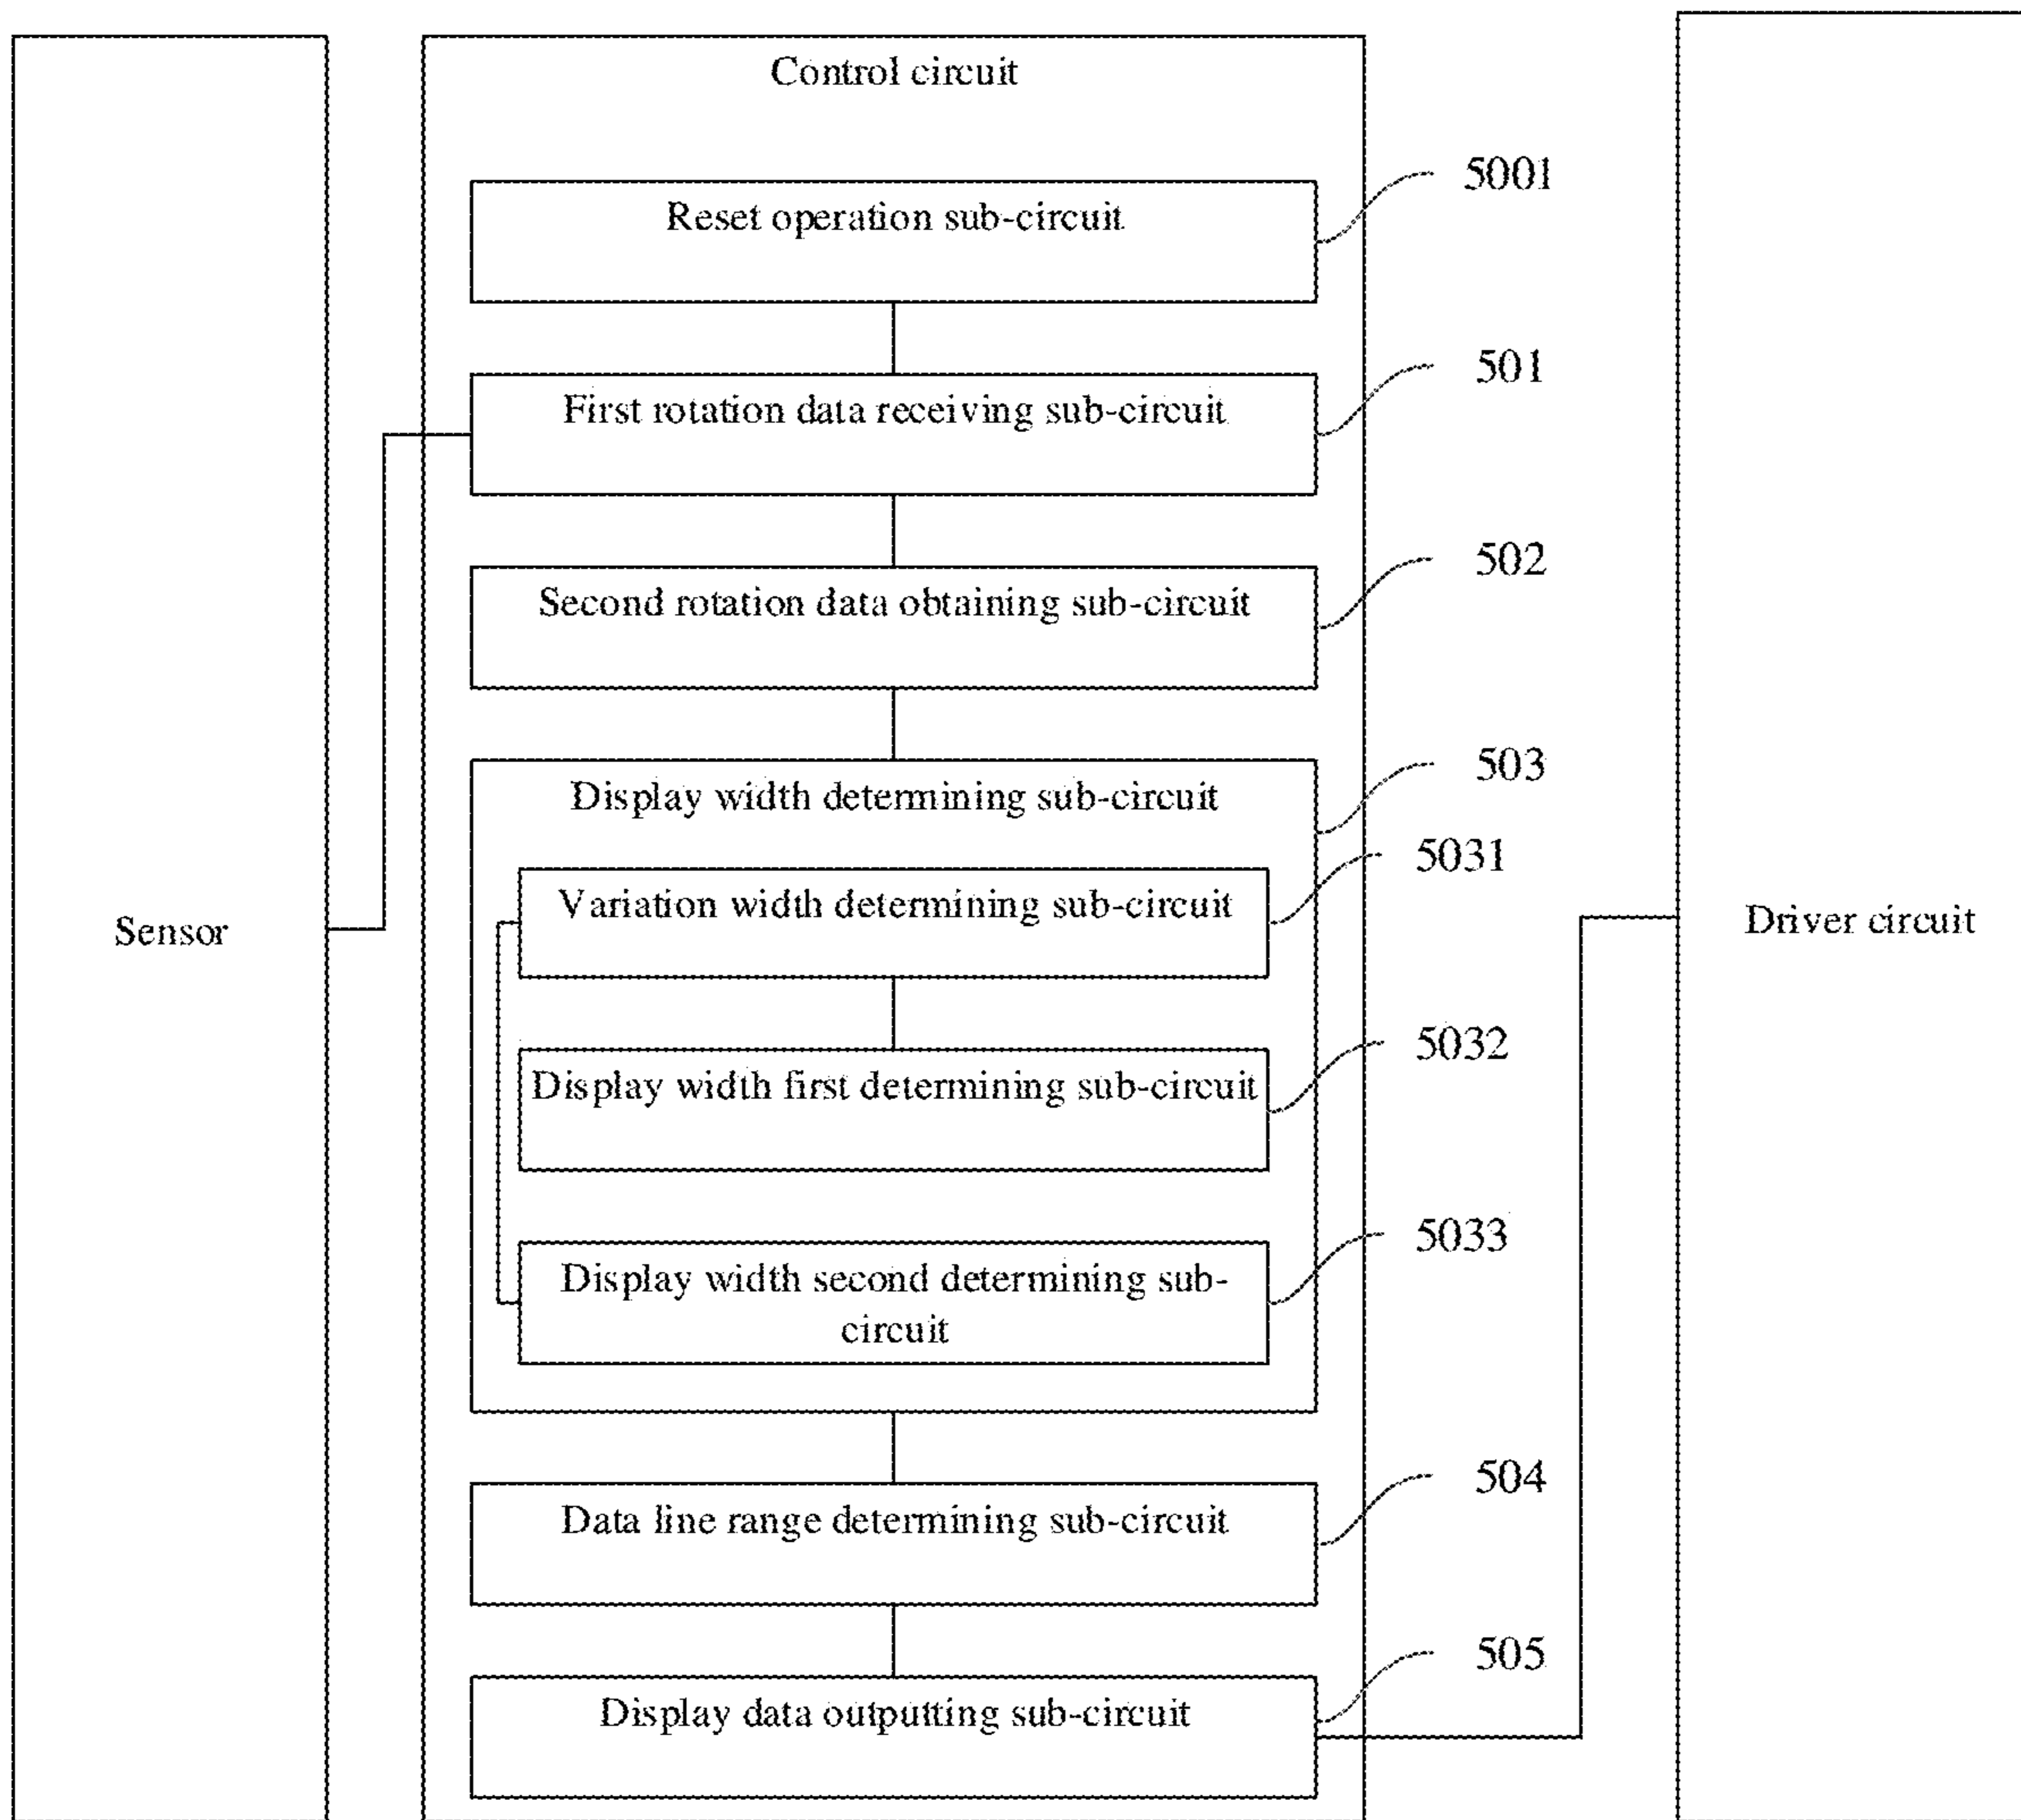 Control circuit
5001
Reset operation sub-circuit
501
First rotation data receiving sub-circuit
502
Second rotation data obtaining sub-circuit
503
Display width determining sub-circuit
5031
Variation width determining sub-circuit
Sensor
Driver circuit
5032
Display width first determining sub-circuit
5033
Display width second determining sub-
circuit
504
Data line range determining sub-circuit
505
Display data outputting sub-circuit